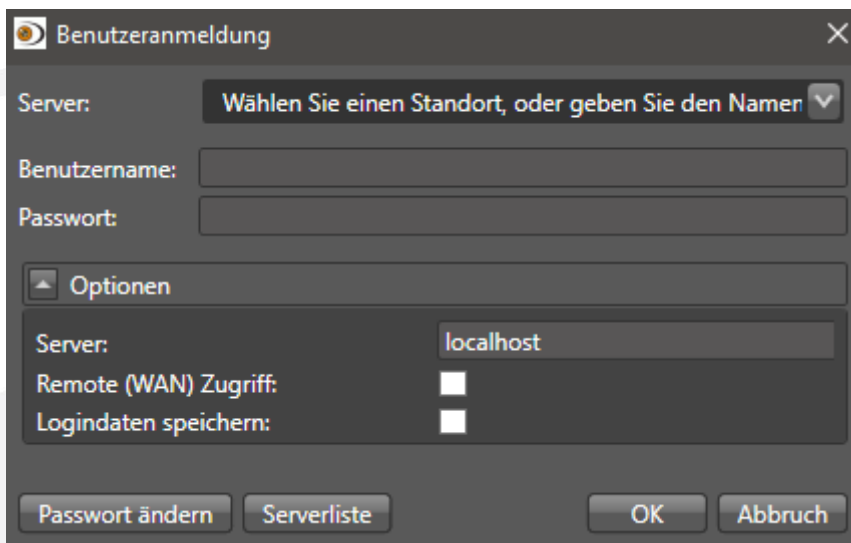 Benutzeranmeldung
Server: Wählen Sie einen Standort, oder geben Sie den Namen
Benutzername:
Passwort:
Optionen
Server: localhost
Remote (WAN) Zugriff:
Logindaten speichern:
Passwort ändern Serverliste OK Abbruch